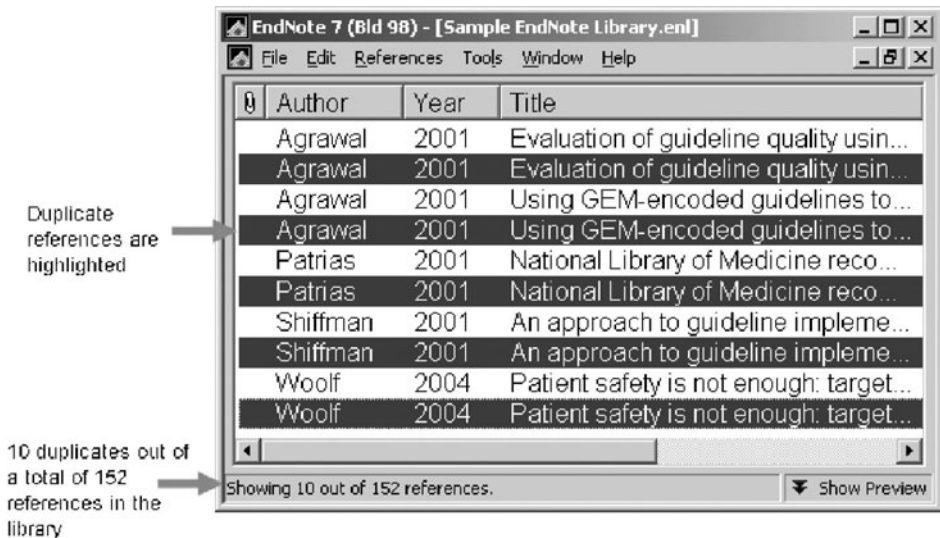 EndNote 7 (Bld 98) - [Sample EndNote Library.enl]
File Edit References Tools Window Help
Author Year Title
Agrawal 2001 Evaluation of guideline quality usin...
Agrawal 2001 Evaluation of guideline quality usin...
Agrawal 2001 Using GEM-encoded guidelines to...
Agrawal 2001 Using GEM-encoded guidelines to...
Patrias 2001 National Library of Medicine reco...
Patrias 2001 National Library of Medicine reco...
Shiffman 2001 An approach to guideline impleme...
Shiffman 2001 An approach to guideline impleme...
Woolf 2004 Patient safety is not enough: target...
Woolf 2004 Patient safety is not enough: target...
Showing 10 out of 152 references.
Show Preview
Duplicate
references are
highlighted
10 duplicates out of
a total of 152
references in the
library